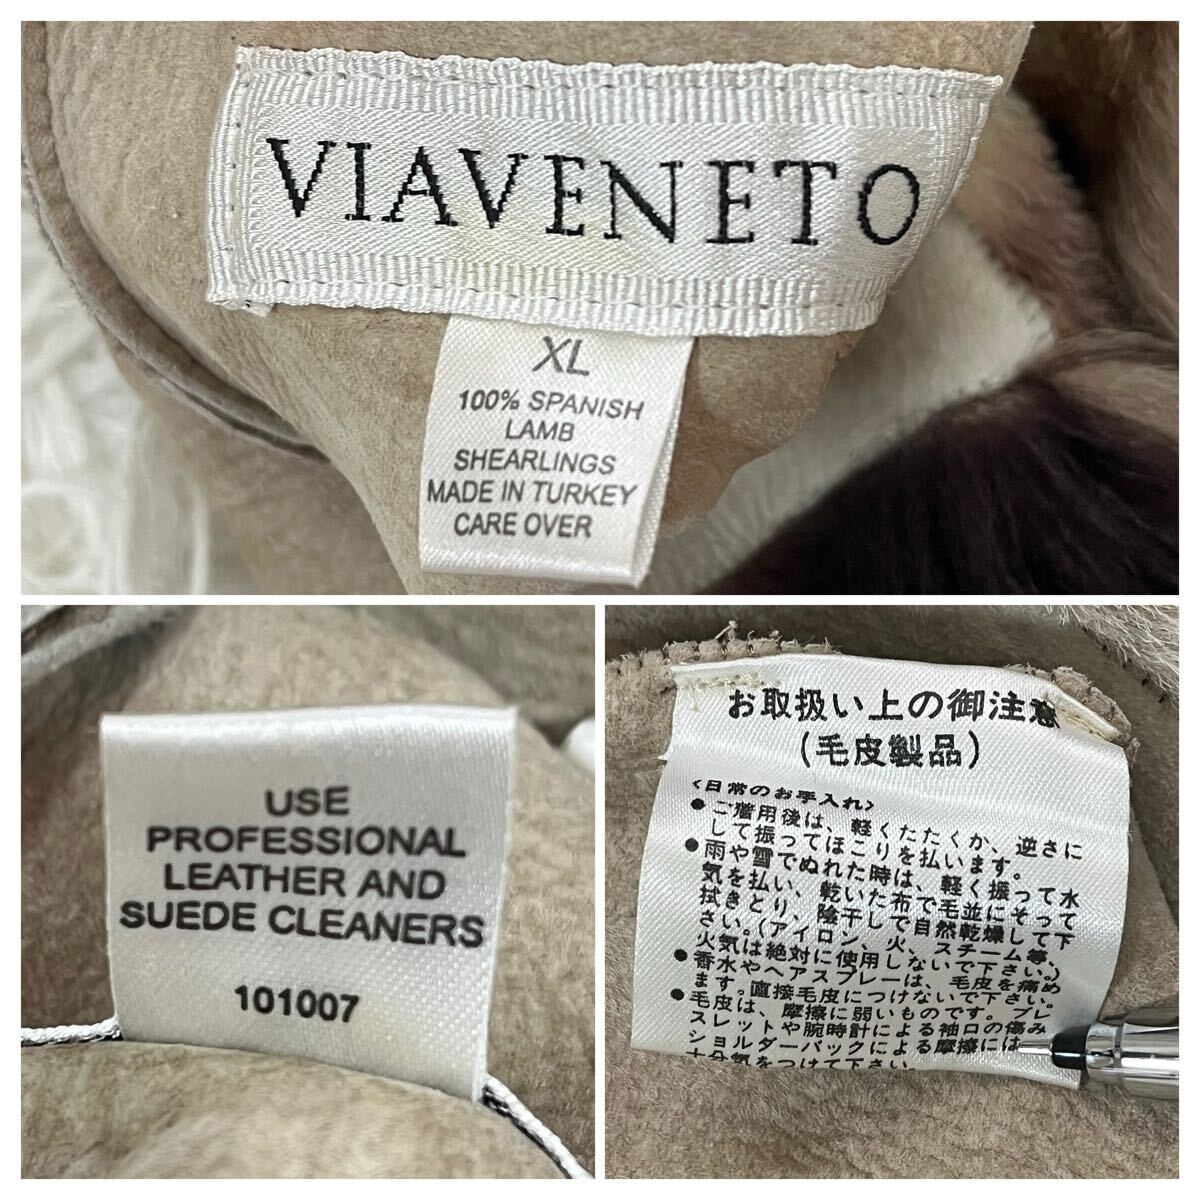 VIAVENETO
XL
100% SPANISH
LAMB
SHEARLINGS
MADE IN TURKEY
CARE OVER
USE
PROFESSIONAL
LEATHER AND
SUEDE CLEANERS
101007
お取扱い上の御注意
(毛皮製品)
<日常のお手入れ>
●ご着用後は、軽くたたくか、逆さに
して振ってほこりを払います。
●雨や雪でぬれた時は、軽く振って水
気を払い、乾いた布で毛並にそって
拭きとり、陰干しで自然乾燥して下
さい。(アイロン、火、スチーム等、
火気は絶対に使用しないで下さい。)
●香水やヘアスプレーは、毛皮を痛め
ます。直接毛皮につけないで下さい。
●毛皮は、摩擦に弱いものです。ブレ
スレットや腕時計による袖口の傷み
ショルダーバックによる摩擦には
十分気をつけて下さい。